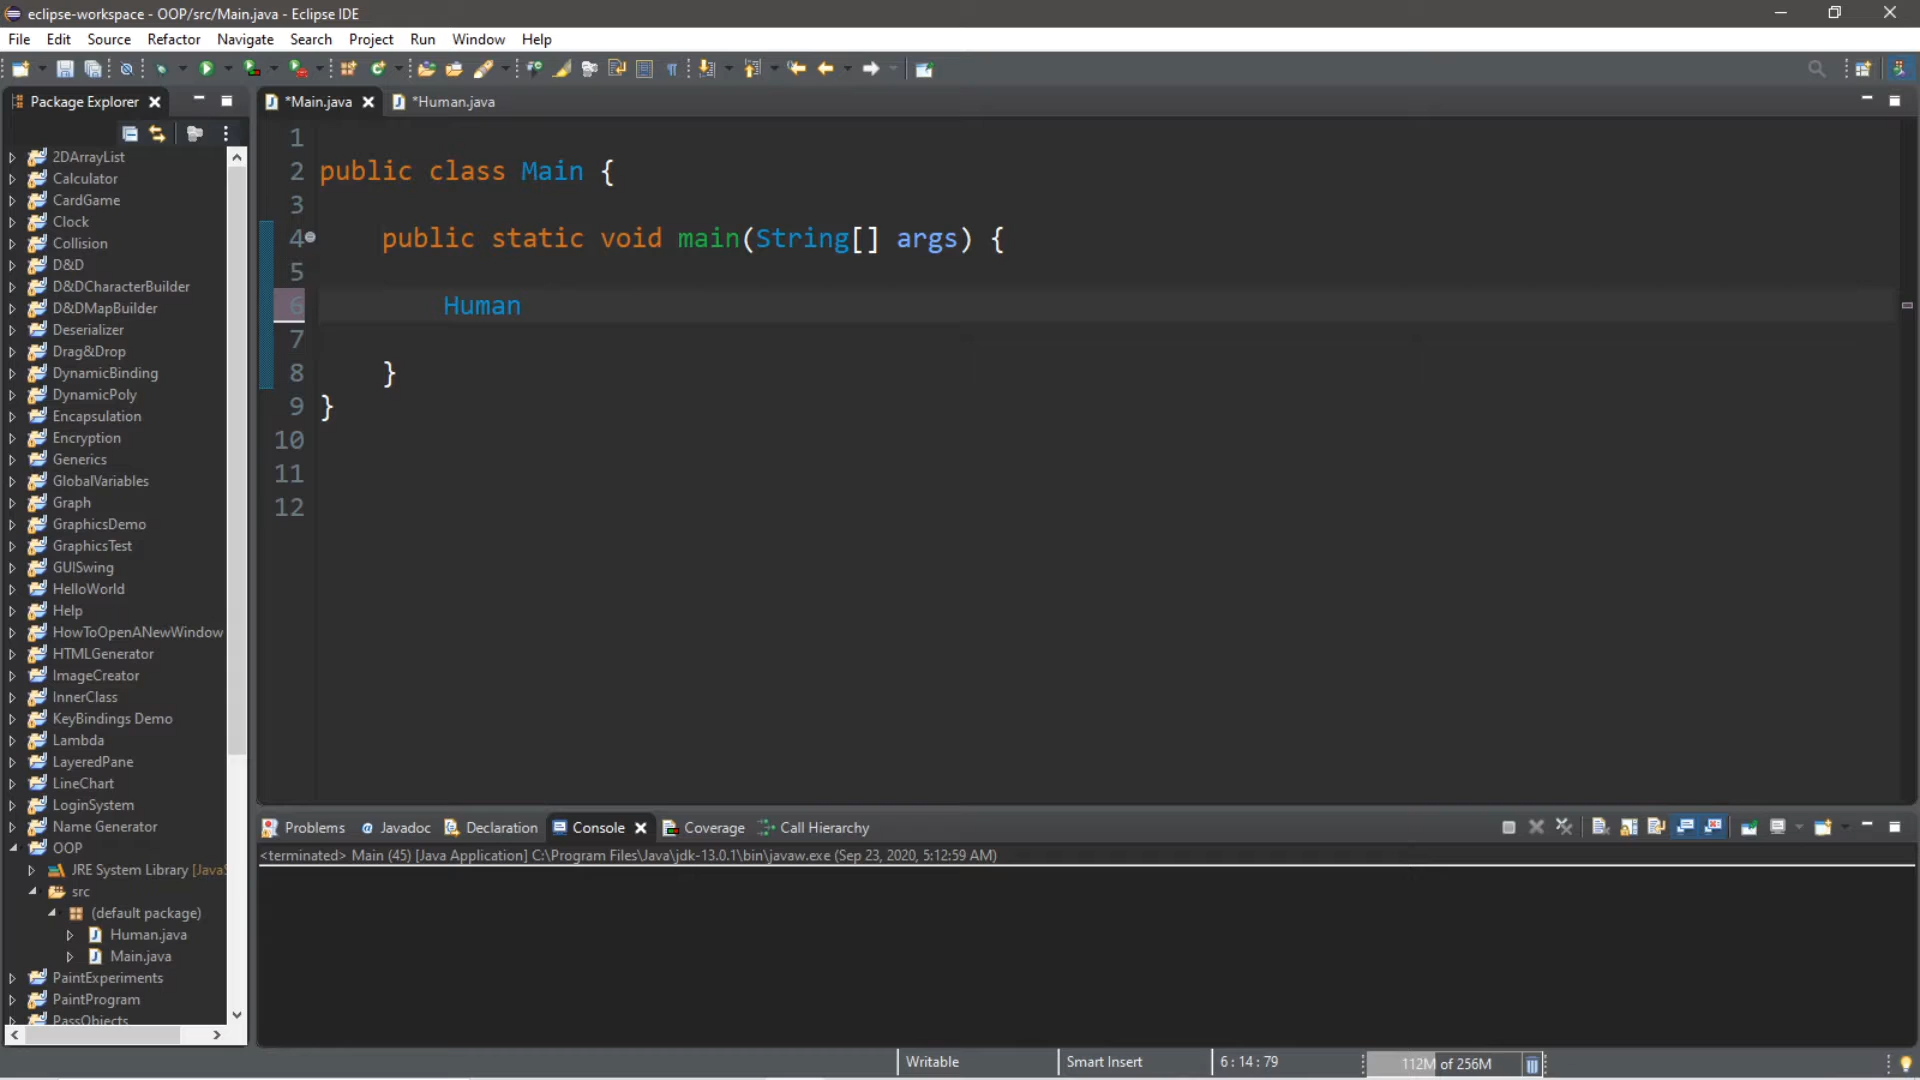 eclipse-workspace - OOP/src/Main.java - Eclipse IDE
File Edit Source Refactor Navigate Search Project Run Window Help
Package Explorer
*Main.java
*Human.java
2DArrayList
Calculator
CardGame
Clock
Collision
D&D
D&DCharacterBuilder
D&DMapBuilder
Deserializer
Drag&Drop
DynamicBinding
DynamicPoly
Encapsulation
Encryption
Generics
GlobalVariables
Graph
GraphicsDemo
GraphicsTest
GUISwing
HelloWorld
Help
HowToOpenANewWindow
HTMLGenerator
ImageCreator
InnerClass
KeyBindings Demo
Lambda
LayeredPane
LineChart
LoginSystem
Name Generator
OOP
JRE System Library [JavaS
src
(default package)
Human.java
Main.java
PaintExperiments
PaintProgram
PassObjects
1
2 public class Main {
3
4 public static void main(String[] args) {
5
6 Human
7
8 }
9 }
10
11
12
Problems Javadoc Declaration Console Coverage Call Hierarchy
<terminated> Main (45) [Java Application] C:\Program Files\Java\jdk-13.0.1\bin\javaw.exe (Sep 23, 2020, 5:12:59 AM)
Writable Smart Insert 6 : 14 : 79 112M of 256M